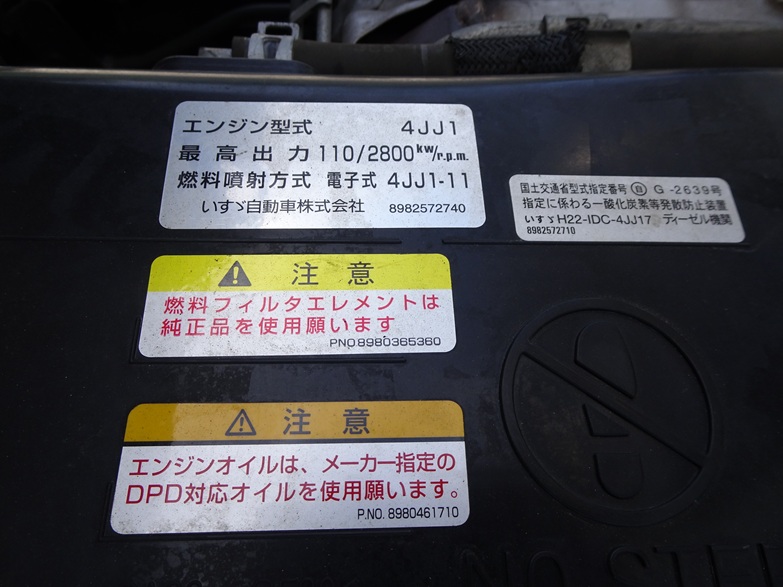 エンジン型式 4JJ1
最高出力 110/2800kw/r.p.m.
燃料噴射方式 電子式 4JJ1-11
いすゞ自動車株式会社 8982572740
国土交通省型式指定番号 自 G-2639号
指定に係わる一酸化炭素等発散防止装置
いすゞH22-IDC-4JJ17 ディーゼル機関
8982572710
注意
燃料フィルタエレメントは
純正品を使用願います
PNO.8980365360
注意
エンジンオイルは、メーカー指定の
DPD対応オイルを使用願います。
P.NO. 8980461710
NO STE